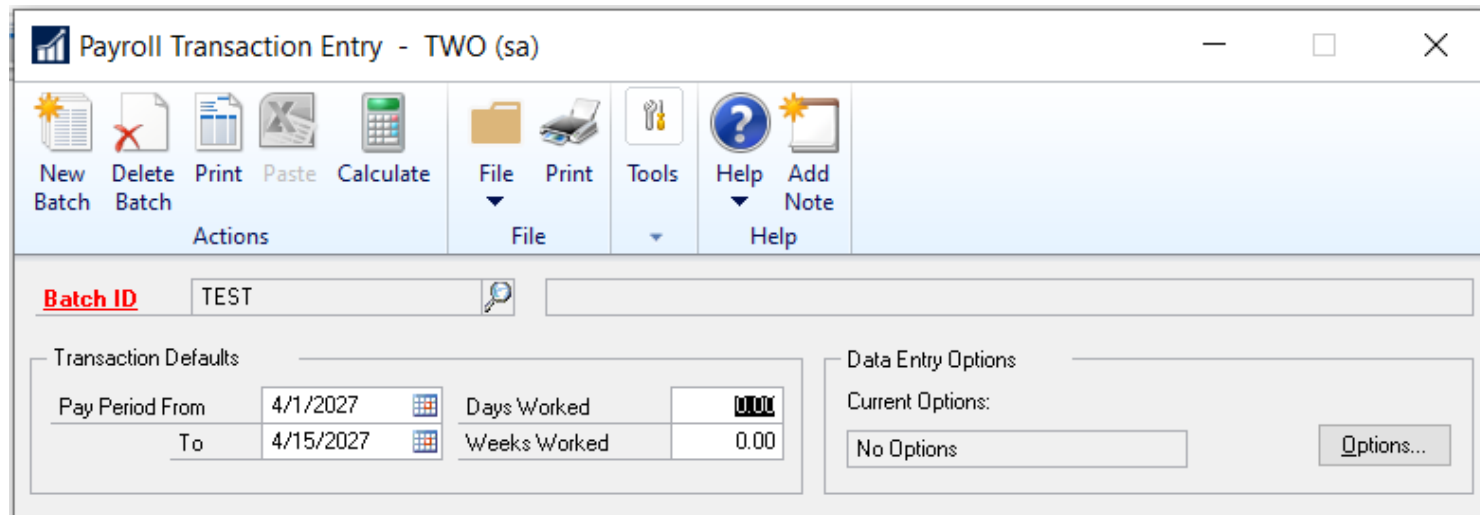 Payroll Transaction Entry - TWO (sa)
New Batch Delete Batch Print Paste Calculate File Print Tools Help Add Note
Actions File Help
Batch ID TEST
Transaction Defaults Data Entry Options
Pay Period From 4/1/2027 Days Worked 0.00 Current Options:
To 4/15/2027 Weeks Worked 0.00 No Options Options...